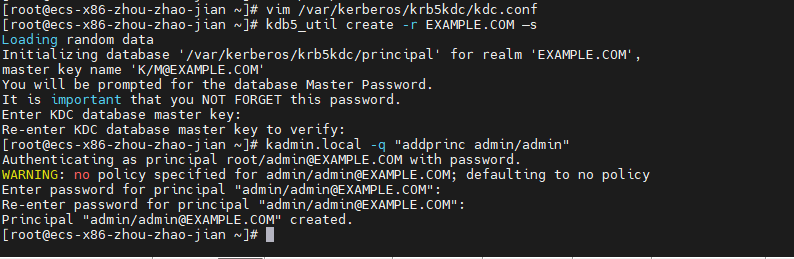 [root@ecs-x86-zhou-zhao-jian ~]# vim /var/kerberos/krb5kdc/kdc.conf
[root@ecs-x86-zhou-zhao-jian ~]# kdb5_util create -r EXAMPLE.COM –s
Loading random data
Initializing database '/var/kerberos/krb5kdc/principal' for realm 'EXAMPLE.COM',
master key name 'K/M@EXAMPLE.COM'
You will be prompted for the database Master Password.
It is important that you NOT FORGET this password.
Enter KDC database master key:
Re-enter KDC database master key to verify:
[root@ecs-x86-zhou-zhao-jian ~]# kadmin.local -q "addprinc admin/admin"
Authenticating as principal root/admin@EXAMPLE.COM with password.
WARNING: no policy specified for admin/admin@EXAMPLE.COM; defaulting to no policy
Enter password for principal "admin/admin@EXAMPLE.COM":
Re-enter password for principal "admin/admin@EXAMPLE.COM":
Principal "admin/admin@EXAMPLE.COM" created.
[root@ecs-x86-zhou-zhao-jian ~]#